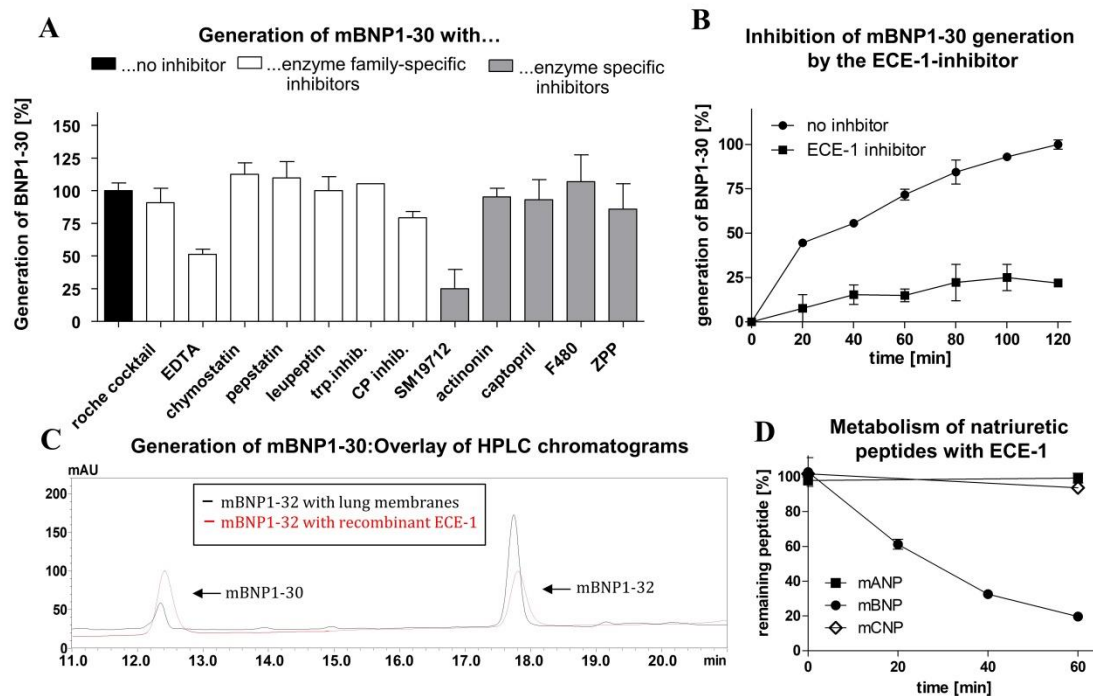 A
Generation of mBNP1-30 with...
...no inhibitor
...enzyme family-specific
inhibitors
...enzyme specific
inhibitors
Generation of BNP1-30 [%]
150
125
100
75
50
25
0
roche cocktail
EDTA
chymostatin
pepstatin
leupeptin
trp.inhib.
CP inhib.
SM19712
actinonin
captopril
F480
ZPP
B
Inhibition of mBNP1-30 generation
by the ECE-1-inhibitor
no inhbitor
ECE-1 inhibitor
generation of BNP1-30 [%]
100
75
50
25
0
0 20 40 60 80 100 120
time [min]
C
Generation of mBNP1-30:Overlay of HPLC chromatograms
mAU
200
150
100
50
0
mBNP1-32 with lung membranes
mBNP1-32 with recombinant ECE-1
mBNP1-30
mBNP1-32
11.0 12.0 13.0 14.0 15.0 16.0 17.0 18.0 19.0 20.0 min
D
Metabolism of natriuretic
peptides with ECE-1
remaining peptide [%]
100
80
60
40
20
0
mANP
mBNP
mCNP
0 20 40 60
time [min]